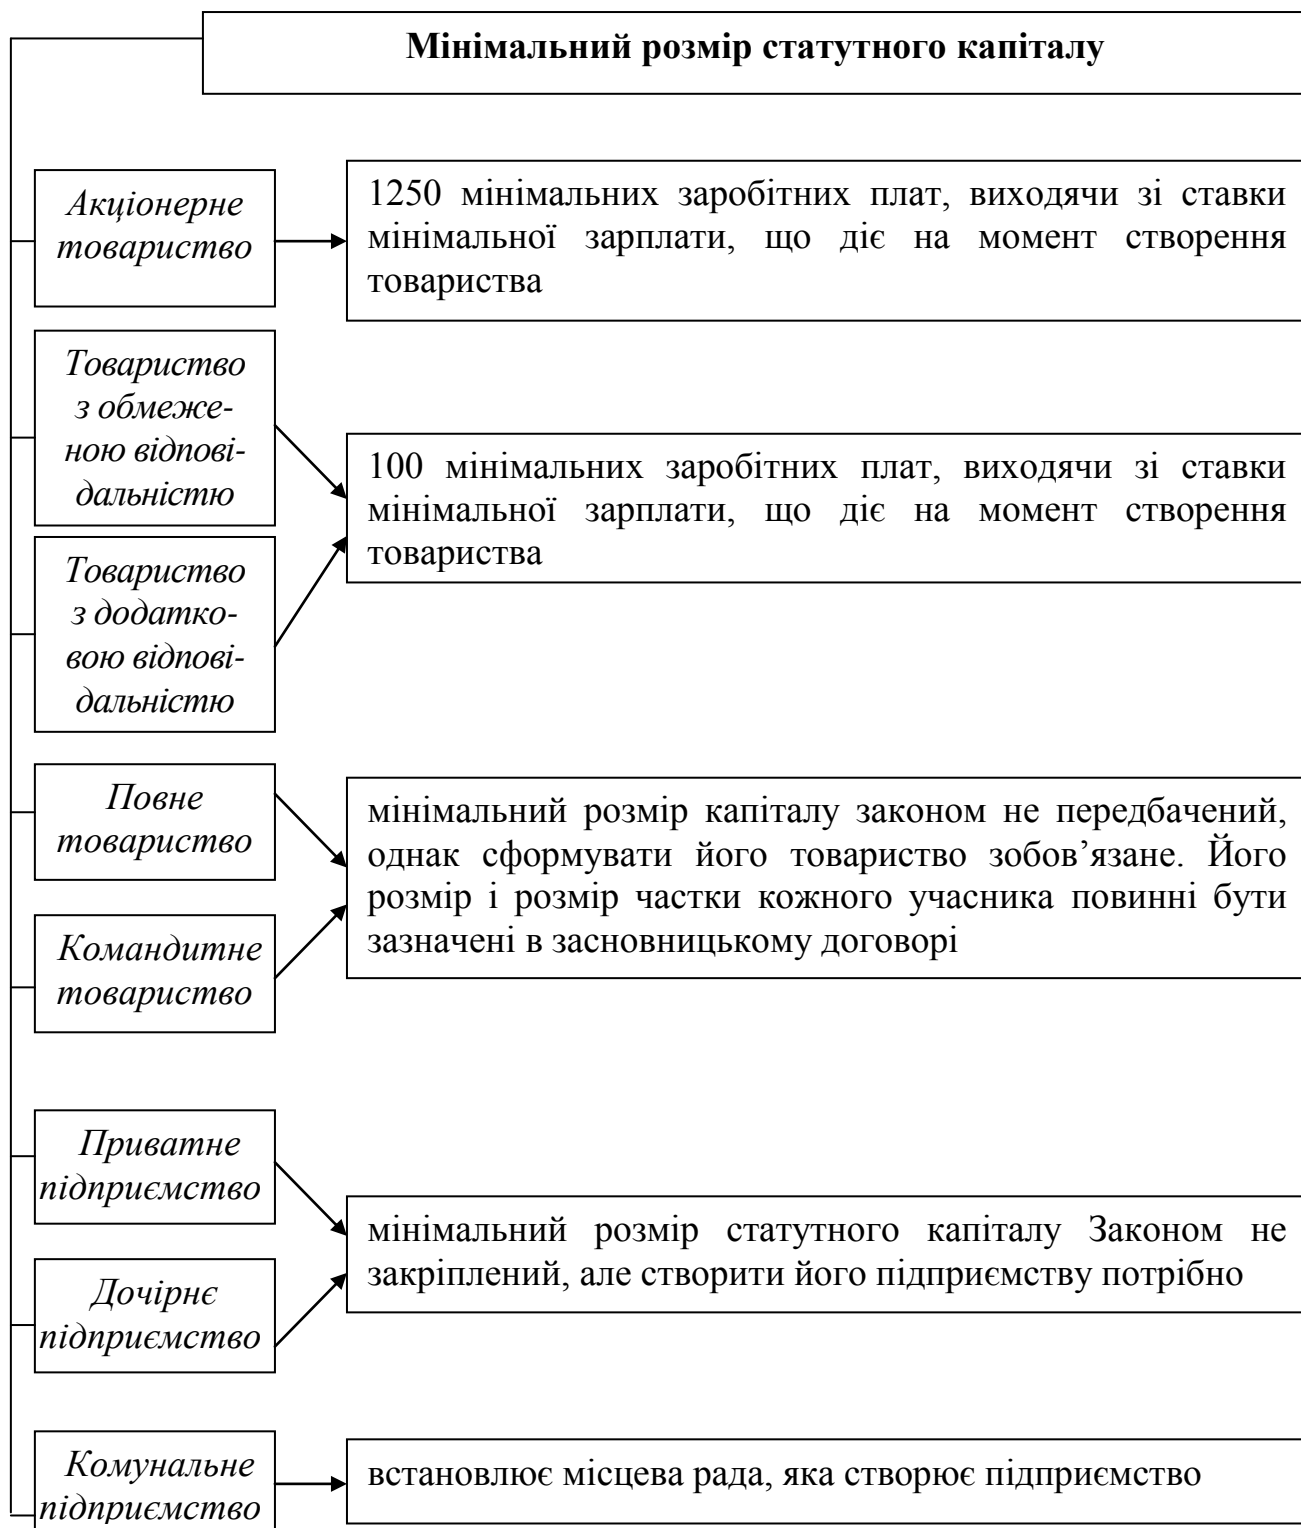 Мінімальний розмір статутного капіталу
Акціонерне
товариство
1250 мінімальних заробітних плат, виходячи зі ставки
мінімальної зарплати, що діє на момент створення
товариства
Товариство
з обмеже-
ною відпові-
дальністю
100 мінімальних заробітних плат, виходячи зі ставки
мінімальної зарплати, що діє на момент створення
товариства
Товариство
з додатко-
вою відпові-
дальністю
Повне
товариство
мінімальний розмір капіталу законом не передбачений,
однак сформувати його товариство зобов’язане. Його
розмір і розмір частки кожного учасника повинні бути
зазначені в засновницькому договорі
Командитне
товариство
Приватне
підприємство
мінімальний розмір статутного капіталу Законом не
закріплений, але створити його підприємству потрібно
Дочірнє
підприємство
Комунальне
підприємство
встановлює місцева рада, яка створює підприємство